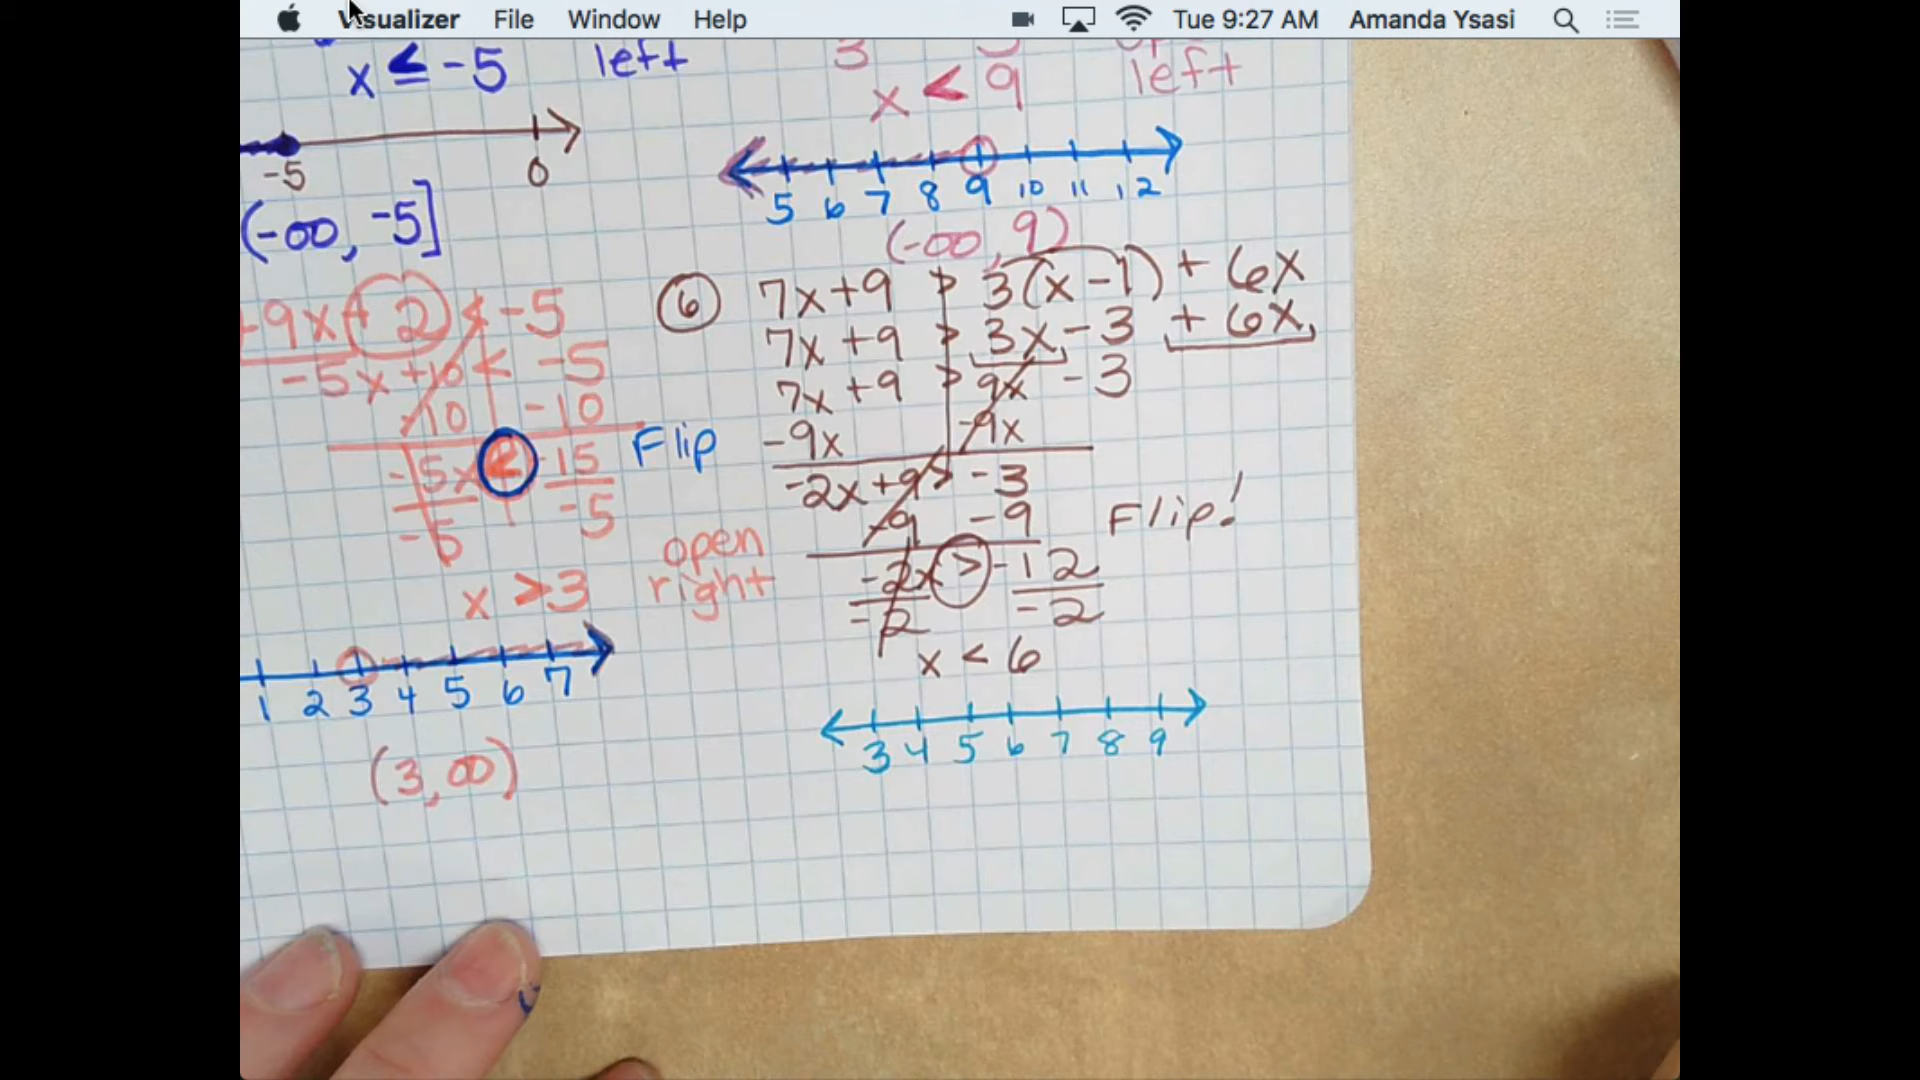 Visualizer File Window Help Tue 9:27 AM Amanda Ysasi
x ≤ -5 left
-5 0
(-∞, -5]
+9x + 2 < -5
-5x + 10 < -5
-10 -10
-5x < -15 Flip
-5 -5
x > 3 open right
1 2 3 4 5 6 7
(3, ∞)
3
x < 9 left
5 6 7 8 9 10 11 12
(-∞, 9)
6 7x + 9 > 3(x - 1) + 6x
7x + 9 > 3x - 3 + 6x
7x + 9 > 9x - 3
-9x -9x
-2x + 9 > -3
-9 -9 Flip!
-2x > -12
-2 -2
x < 6
3 4 5 6 7 8 9